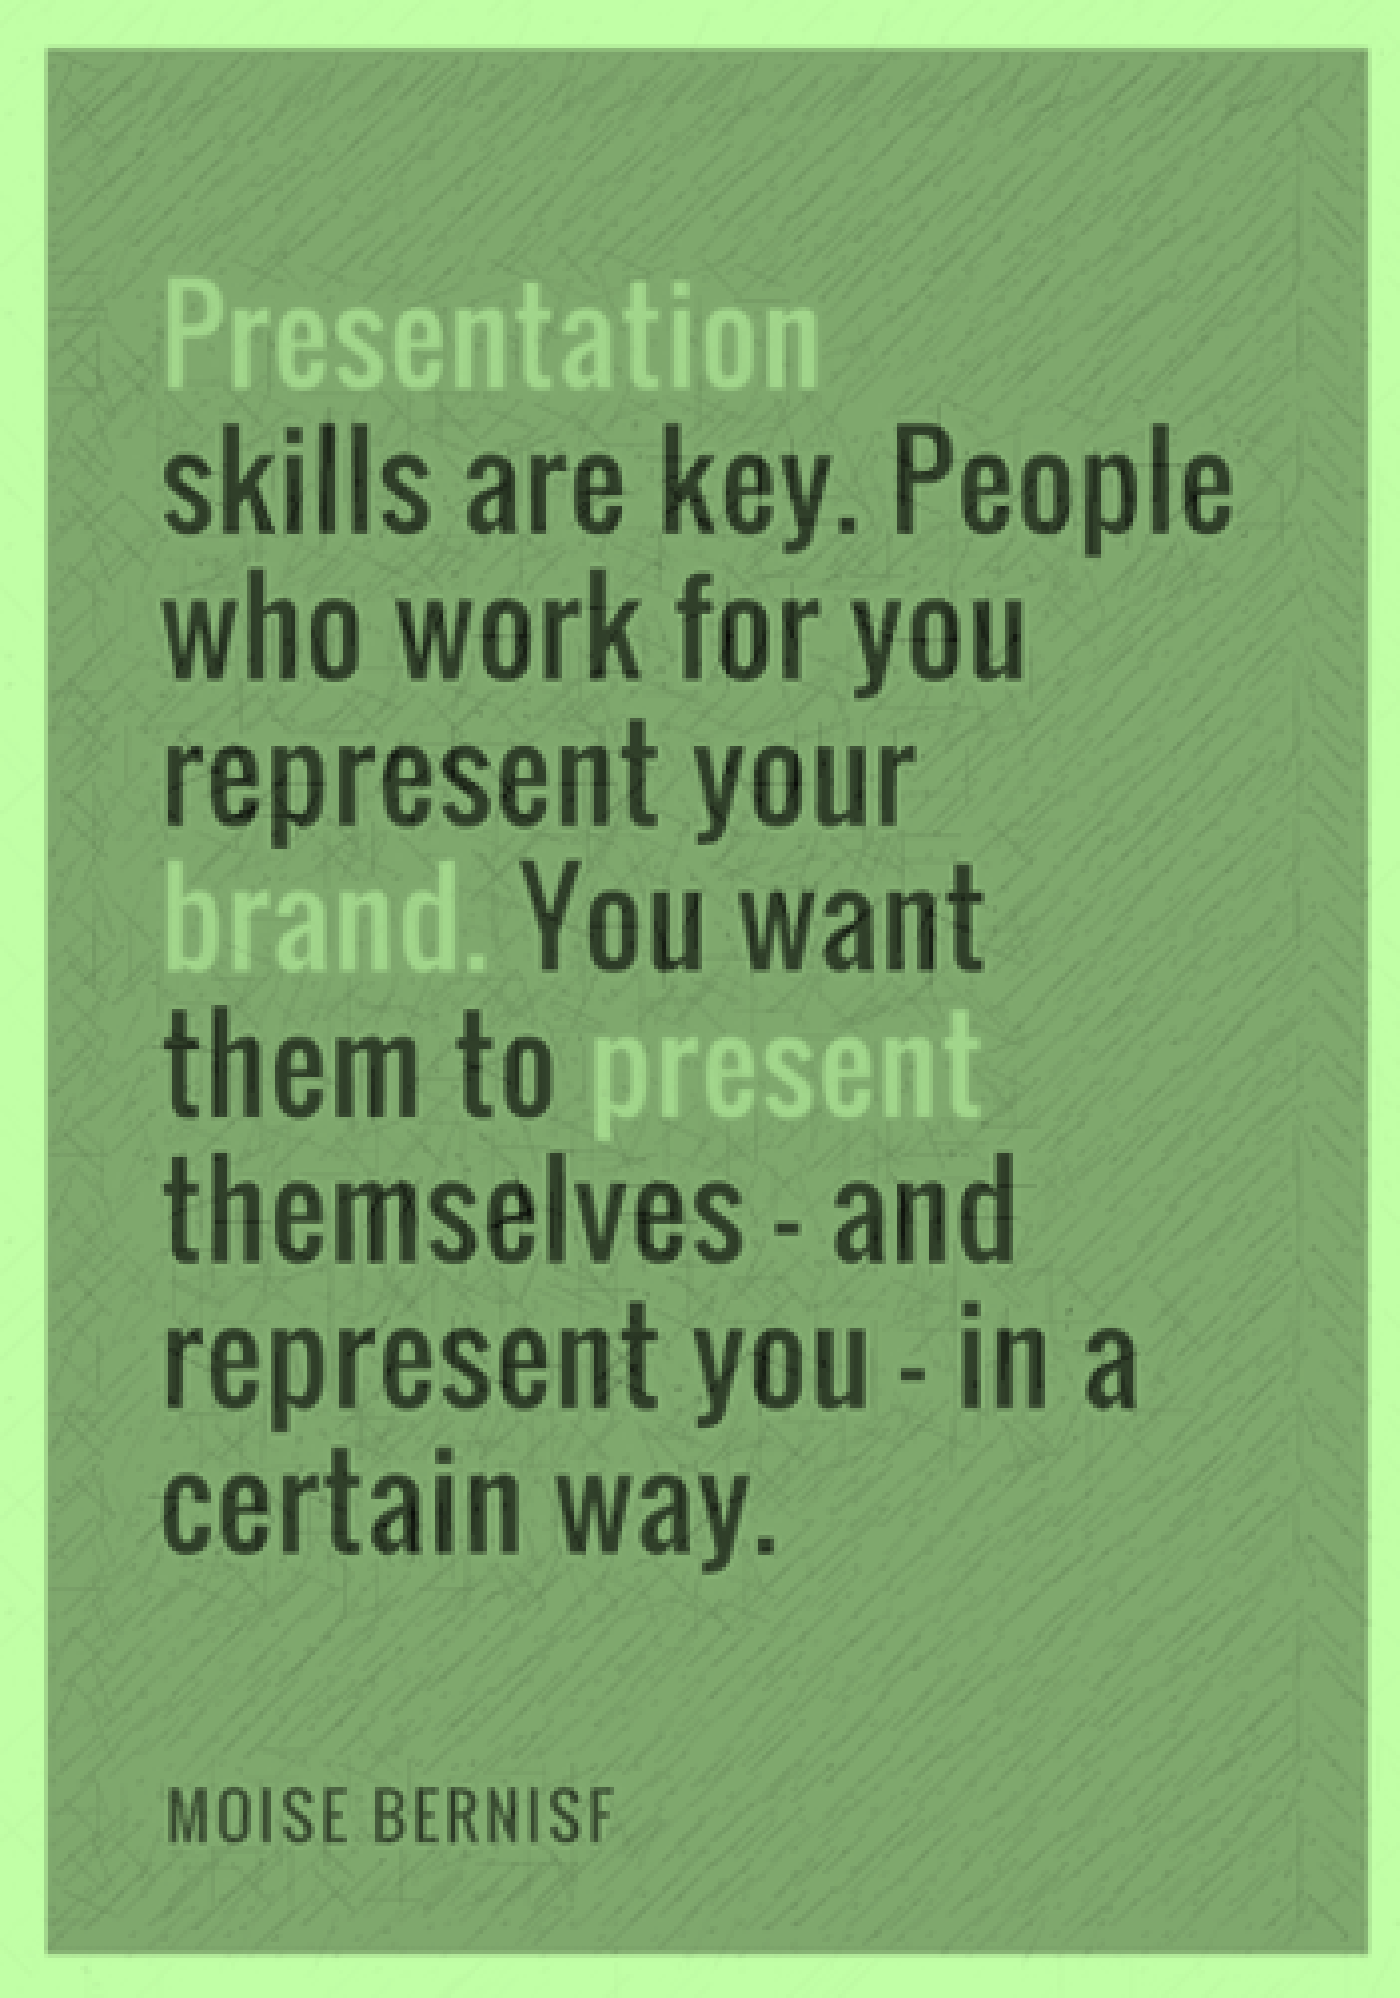 Presentation
skills are key. People
who work for you
represent your
brand. You want
them to present
themselves - and
represent you - in a
certain way.
MOISE BERNISF